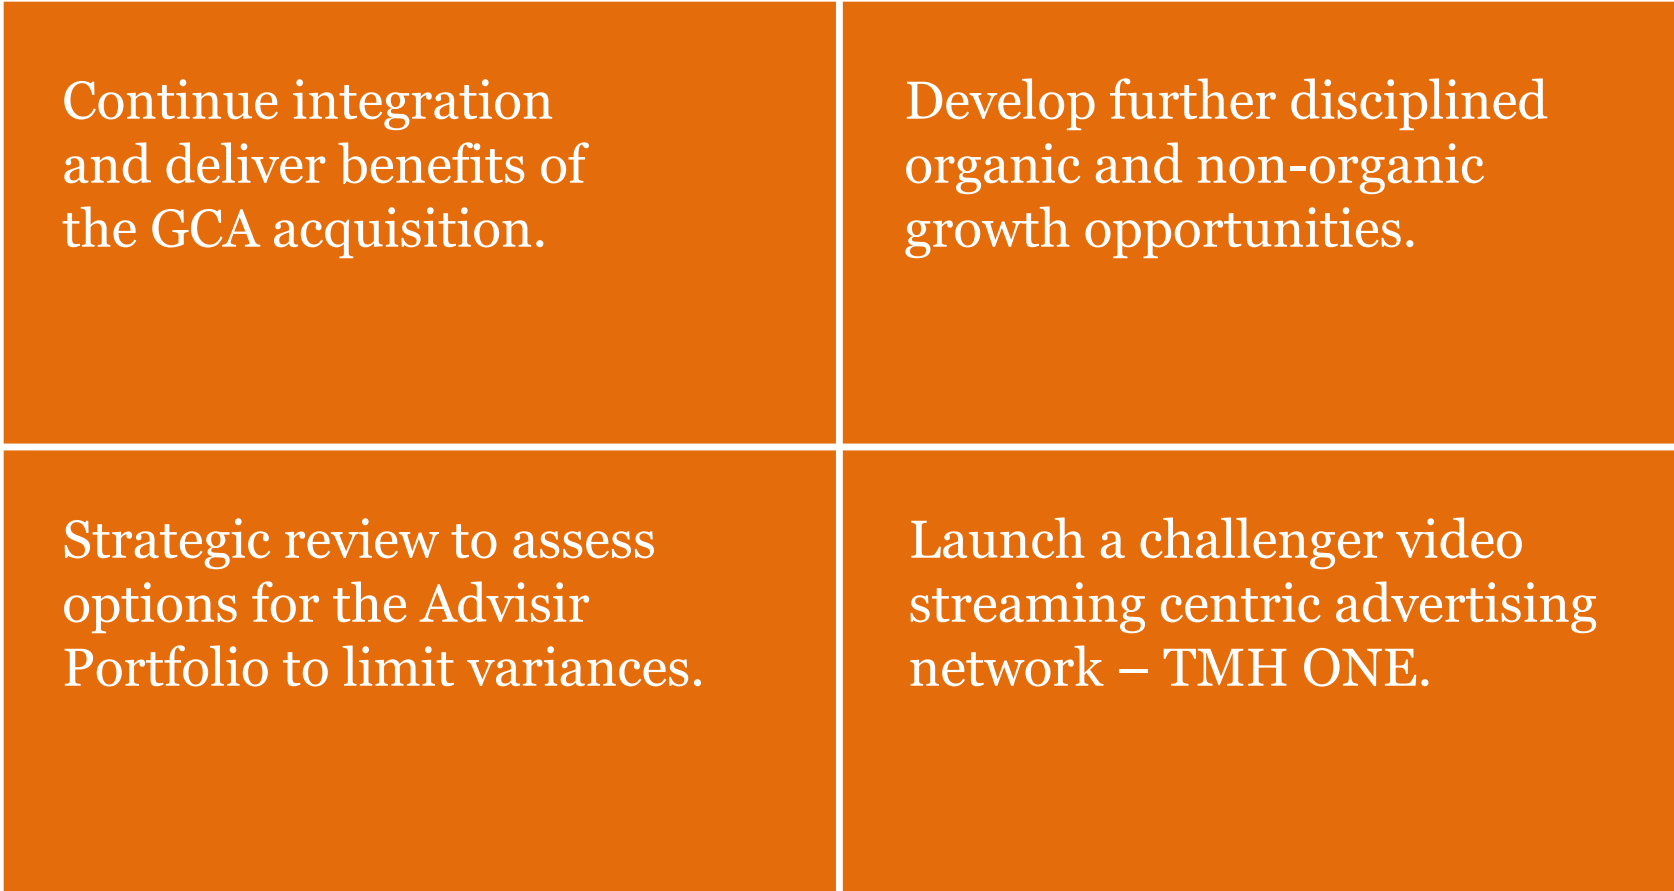 Continue integration
and deliver benefits of
the GCA acquisition.
Develop further disciplined
organic and non-organic
growth opportunities.
Strategic review to assess
options for the Advisir
Portfolio to limit variances.
Launch a challenger video
streaming centric advertising
network – TMH ONE.